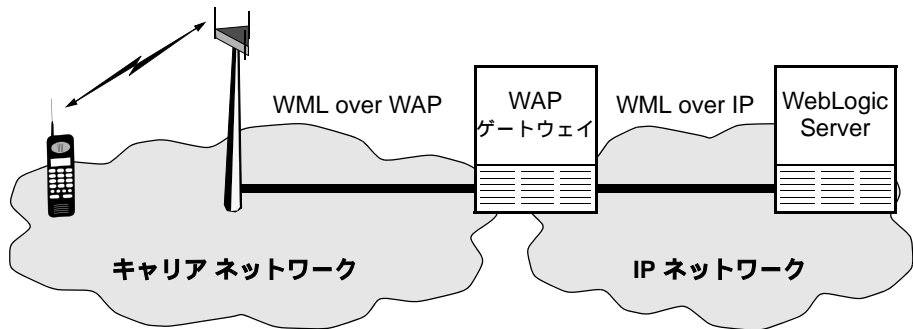 WML over WAP
WAP
ゲートウェイ
WML over IP
WebLogic
Server
キャリア ネットワーク
IP ネットワーク